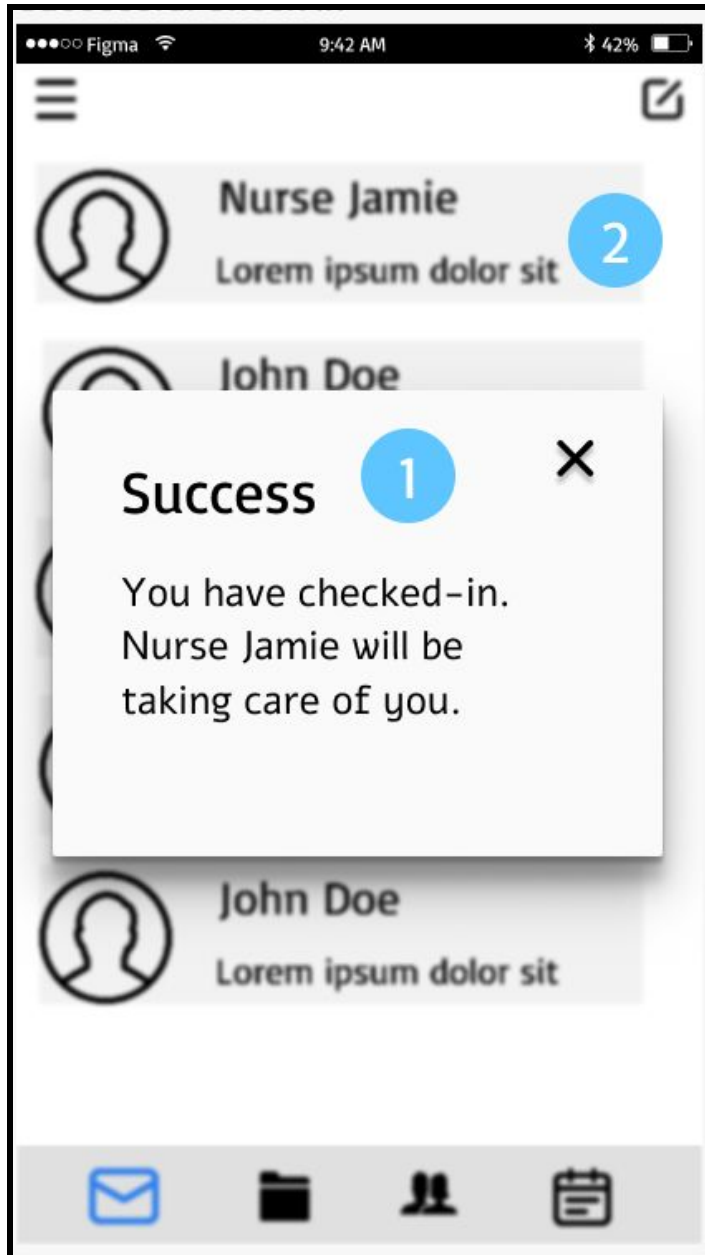 Figma 9:42 AM 42%
Nurse Jamie
2
Lorem ipsum dolor sit
John Doe
Success 1
You have checked-in.
Nurse Jamie will be
taking care of you.
John Doe
Lorem ipsum dolor sit